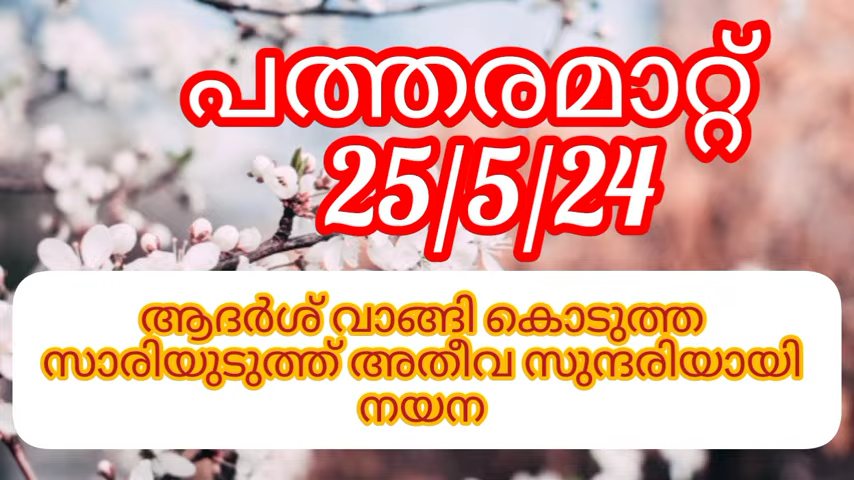 പത്തരമാറ്റ്
25/5/24
ആദർശ് വാങ്ങി കൊടുത്ത
സാരിയുടുത്ത് അതീവ സുന്ദരിയായി
നയന